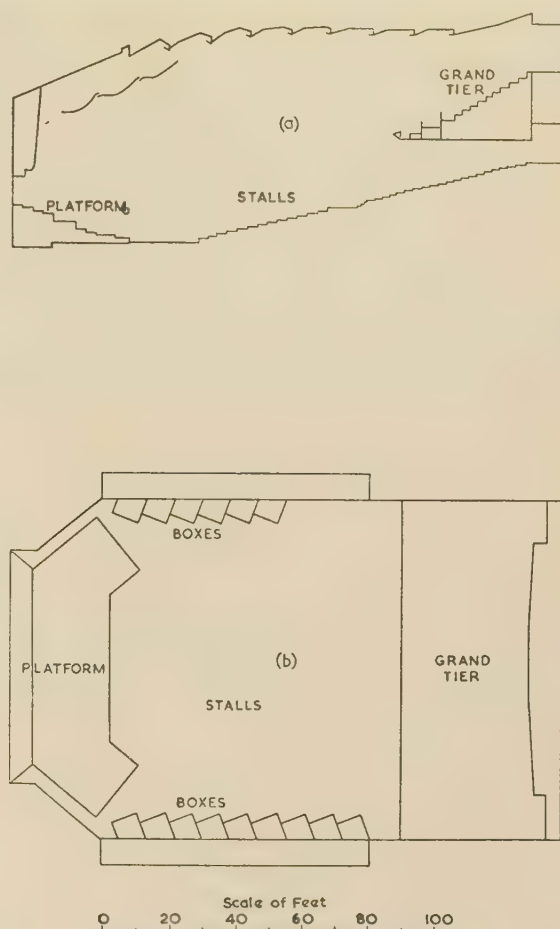 GRAND
TIER
(a)
PLATFORM
STALLS
BOXES
PLATFORM
(b)
GRAND
TIER
STALLS
BOXES
Scale of Feet
0 20 40 60 80 100